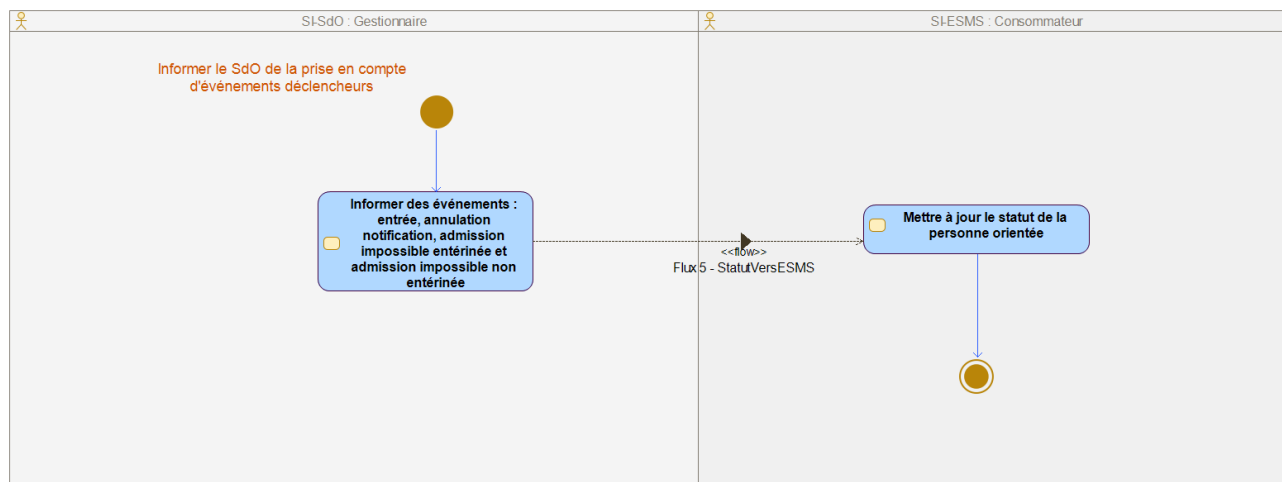 SI-SdO : Gestionnaire
SI-ESMS : Consommateur
Informer le SdO de la prise en compte
d'événements déclencheurs
Informer des événements :
entrée, annulation
notification, admission
impossible entérinée et
admission impossible non
entérinée
<<flow>>
Flux 5 - StatutVersESMS
Mettre à jour le statut de la
personne orientée